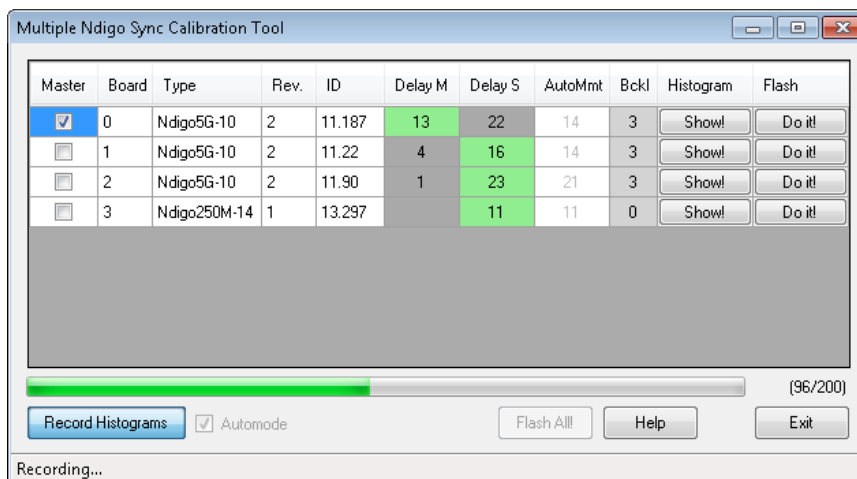 Multiple Ndigo Sync Calibration Tool
Master Board Type Rev. ID Delay M Delay S AutoMmt Bckl Histogram Flash
0 Ndigo5G-10 2 11.187 13 22 14 3 Show! Do it!
1 Ndigo5G-10 2 11.22 4 16 14 3 Show! Do it!
2 Ndigo5G-10 2 11.90 1 23 21 3 Show! Do it!
3 Ndigo250M-14 1 13.297 11 11 0 Show! Do it!
(96/200)
Record Histograms Automode Flash All! Help Exit
Recording...